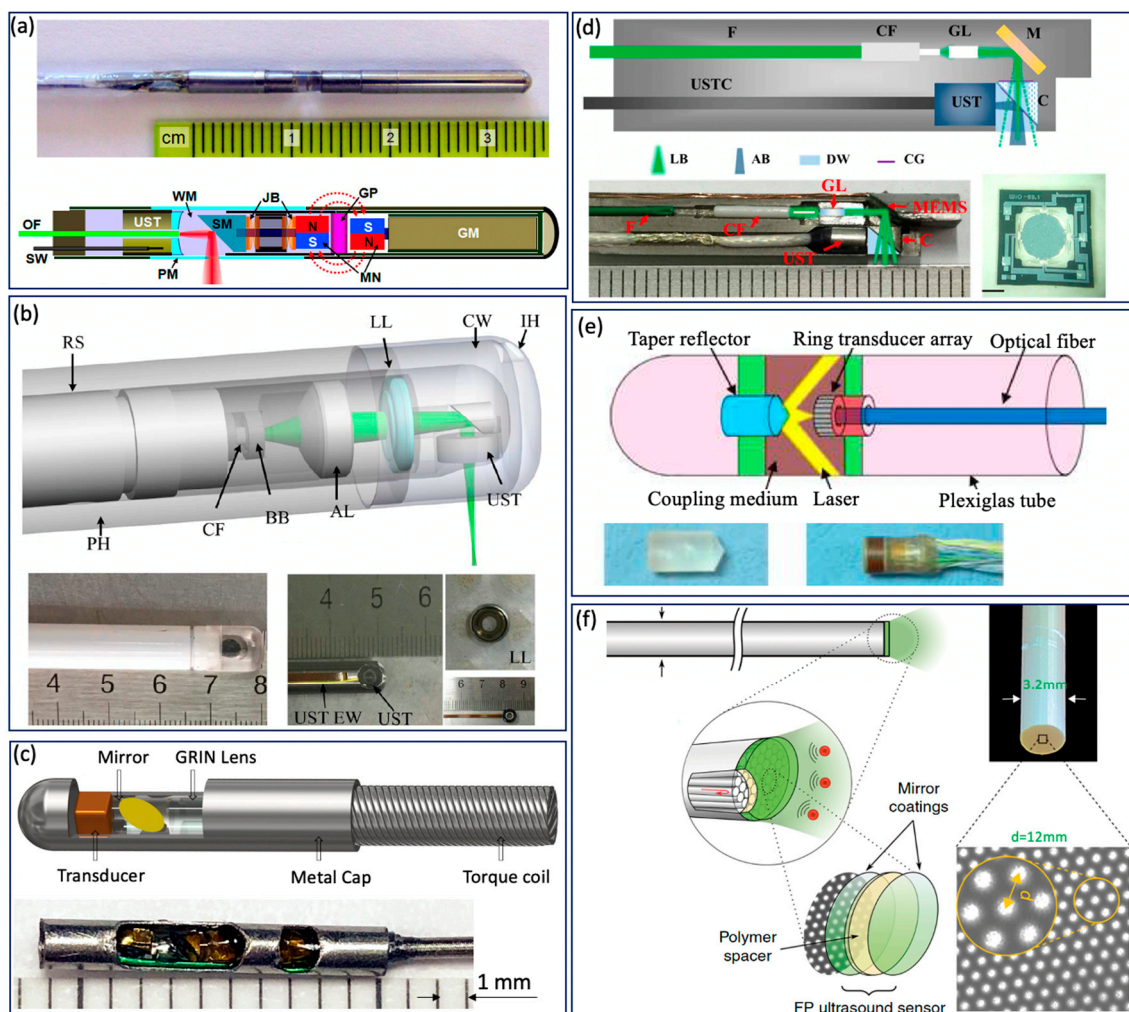 (a)
cm 1 2 3
WM JB GP
OF UST SM N S GM
S N
SW PM MN
(b)
RS LL CW IH
UST
CF BB AL
PH
4 5 6 7 8
4 5 6
UST EW UST
LL
6 7 8 9
(c)
Mirror GRIN Lens
Transducer Metal Cap Torque coil
1 mm
(d)
F CF GL M
USTC UST C
LB AB DW CG
GL
MEMS
F CF C
UST
(e)
Taper reflector Ring transducer array Optical fiber
Coupling medium Laser Plexiglas tube
(f)
3.2mm
Mirror
coatings
d=12mm
d
Polymer
spacer
FP ultrasound sensor